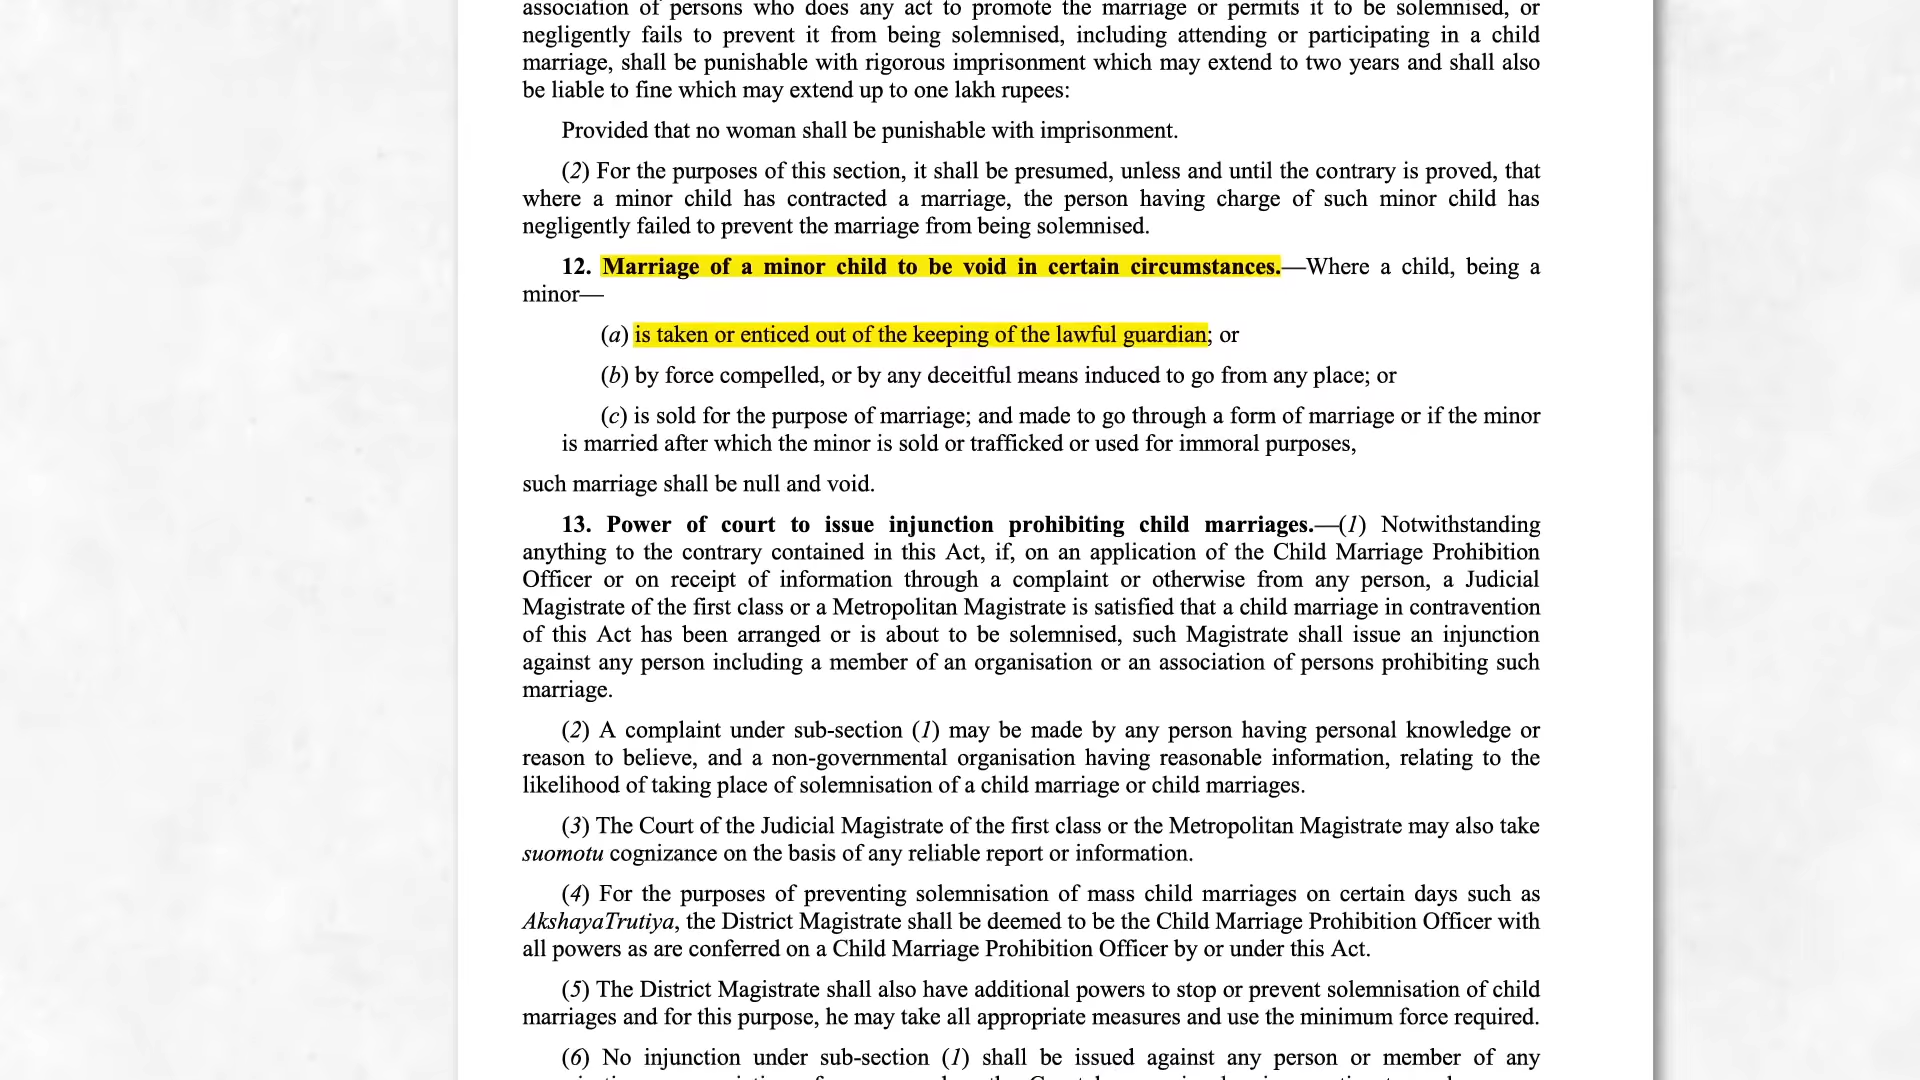 association of persons who does any act to promote the marriage or permits it to be solemnised, or
negligently fails to prevent it from being solemnised, including attending or participating in a child
marriage, shall be punishable with rigorous imprisonment which may extend to two years and shall also
be liable to fine which may extend up to one lakh rupees:
Provided that no woman shall be punishable with imprisonment.
(2) For the purposes of this section, it shall be presumed, unless and until the contrary is proved, that
where a minor child has contracted a marriage, the person having charge of such minor child has
negligently failed to prevent the marriage from being solemnised.
12. Marriage of a minor child to be void in certain circumstances.—Where a child, being a
minor—
(a) is taken or enticed out of the keeping of the lawful guardian; or
(b) by force compelled, or by any deceitful means induced to go from any place; or
(c) is sold for the purpose of marriage; and made to go through a form of marriage or if the minor
is married after which the minor is sold or trafficked or used for immoral purposes,
such marriage shall be null and void.
13. Power of court to issue injunction prohibiting child marriages.—(1) Notwithstanding
anything to the contrary contained in this Act, if, on an application of the Child Marriage Prohibition
Officer or on receipt of information through a complaint or otherwise from any person, a Judicial
Magistrate of the first class or a Metropolitan Magistrate is satisfied that a child marriage in contravention
of this Act has been arranged or is about to be solemnised, such Magistrate shall issue an injunction
against any person including a member of an organisation or an association of persons prohibiting such
marriage.
(2) A complaint under sub-section (1) may be made by any person having personal knowledge or
reason to believe, and a non-governmental organisation having reasonable information, relating to the
likelihood of taking place of solemnisation of a child marriage or child marriages.
(3) The Court of the Judicial Magistrate of the first class or the Metropolitan Magistrate may also take
suomotu cognizance on the basis of any reliable report or information.
(4) For the purposes of preventing solemnisation of mass child marriages on certain days such as
AkshayaTrutiya, the District Magistrate shall be deemed to be the Child Marriage Prohibition Officer with
all powers as are conferred on a Child Marriage Prohibition Officer by or under this Act.
(5) The District Magistrate shall also have additional powers to stop or prevent solemnisation of child
marriages and for this purpose, he may take all appropriate measures and use the minimum force required.
(6) No injunction under sub-section (1) shall be issued against any person or member of any